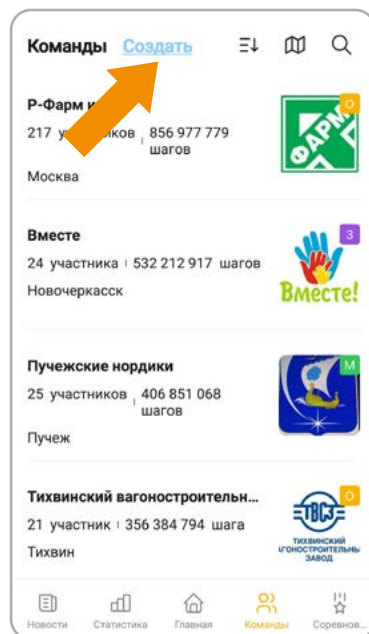 Команды Создать
Р-Фарм и
217 ков 856 977 779
шагов
Москва
ФАРМ
О
Вместе
24 участника 532 212 917 шагов
Новочеркасск
З
Вместе!
Пучежские нордики
25 участников 406 851 068
шагов
Пучеж
М
Тихвинский вагоностроительн...
21 участник 356 384 794 шага
Тихвин
О
ТВСЗ
ТИХВИНСКИЙ
ГОНОСТРОИТЕЛЬНЫ
ЗАВОД
Новости Статистика Главная Команды Соревнов...